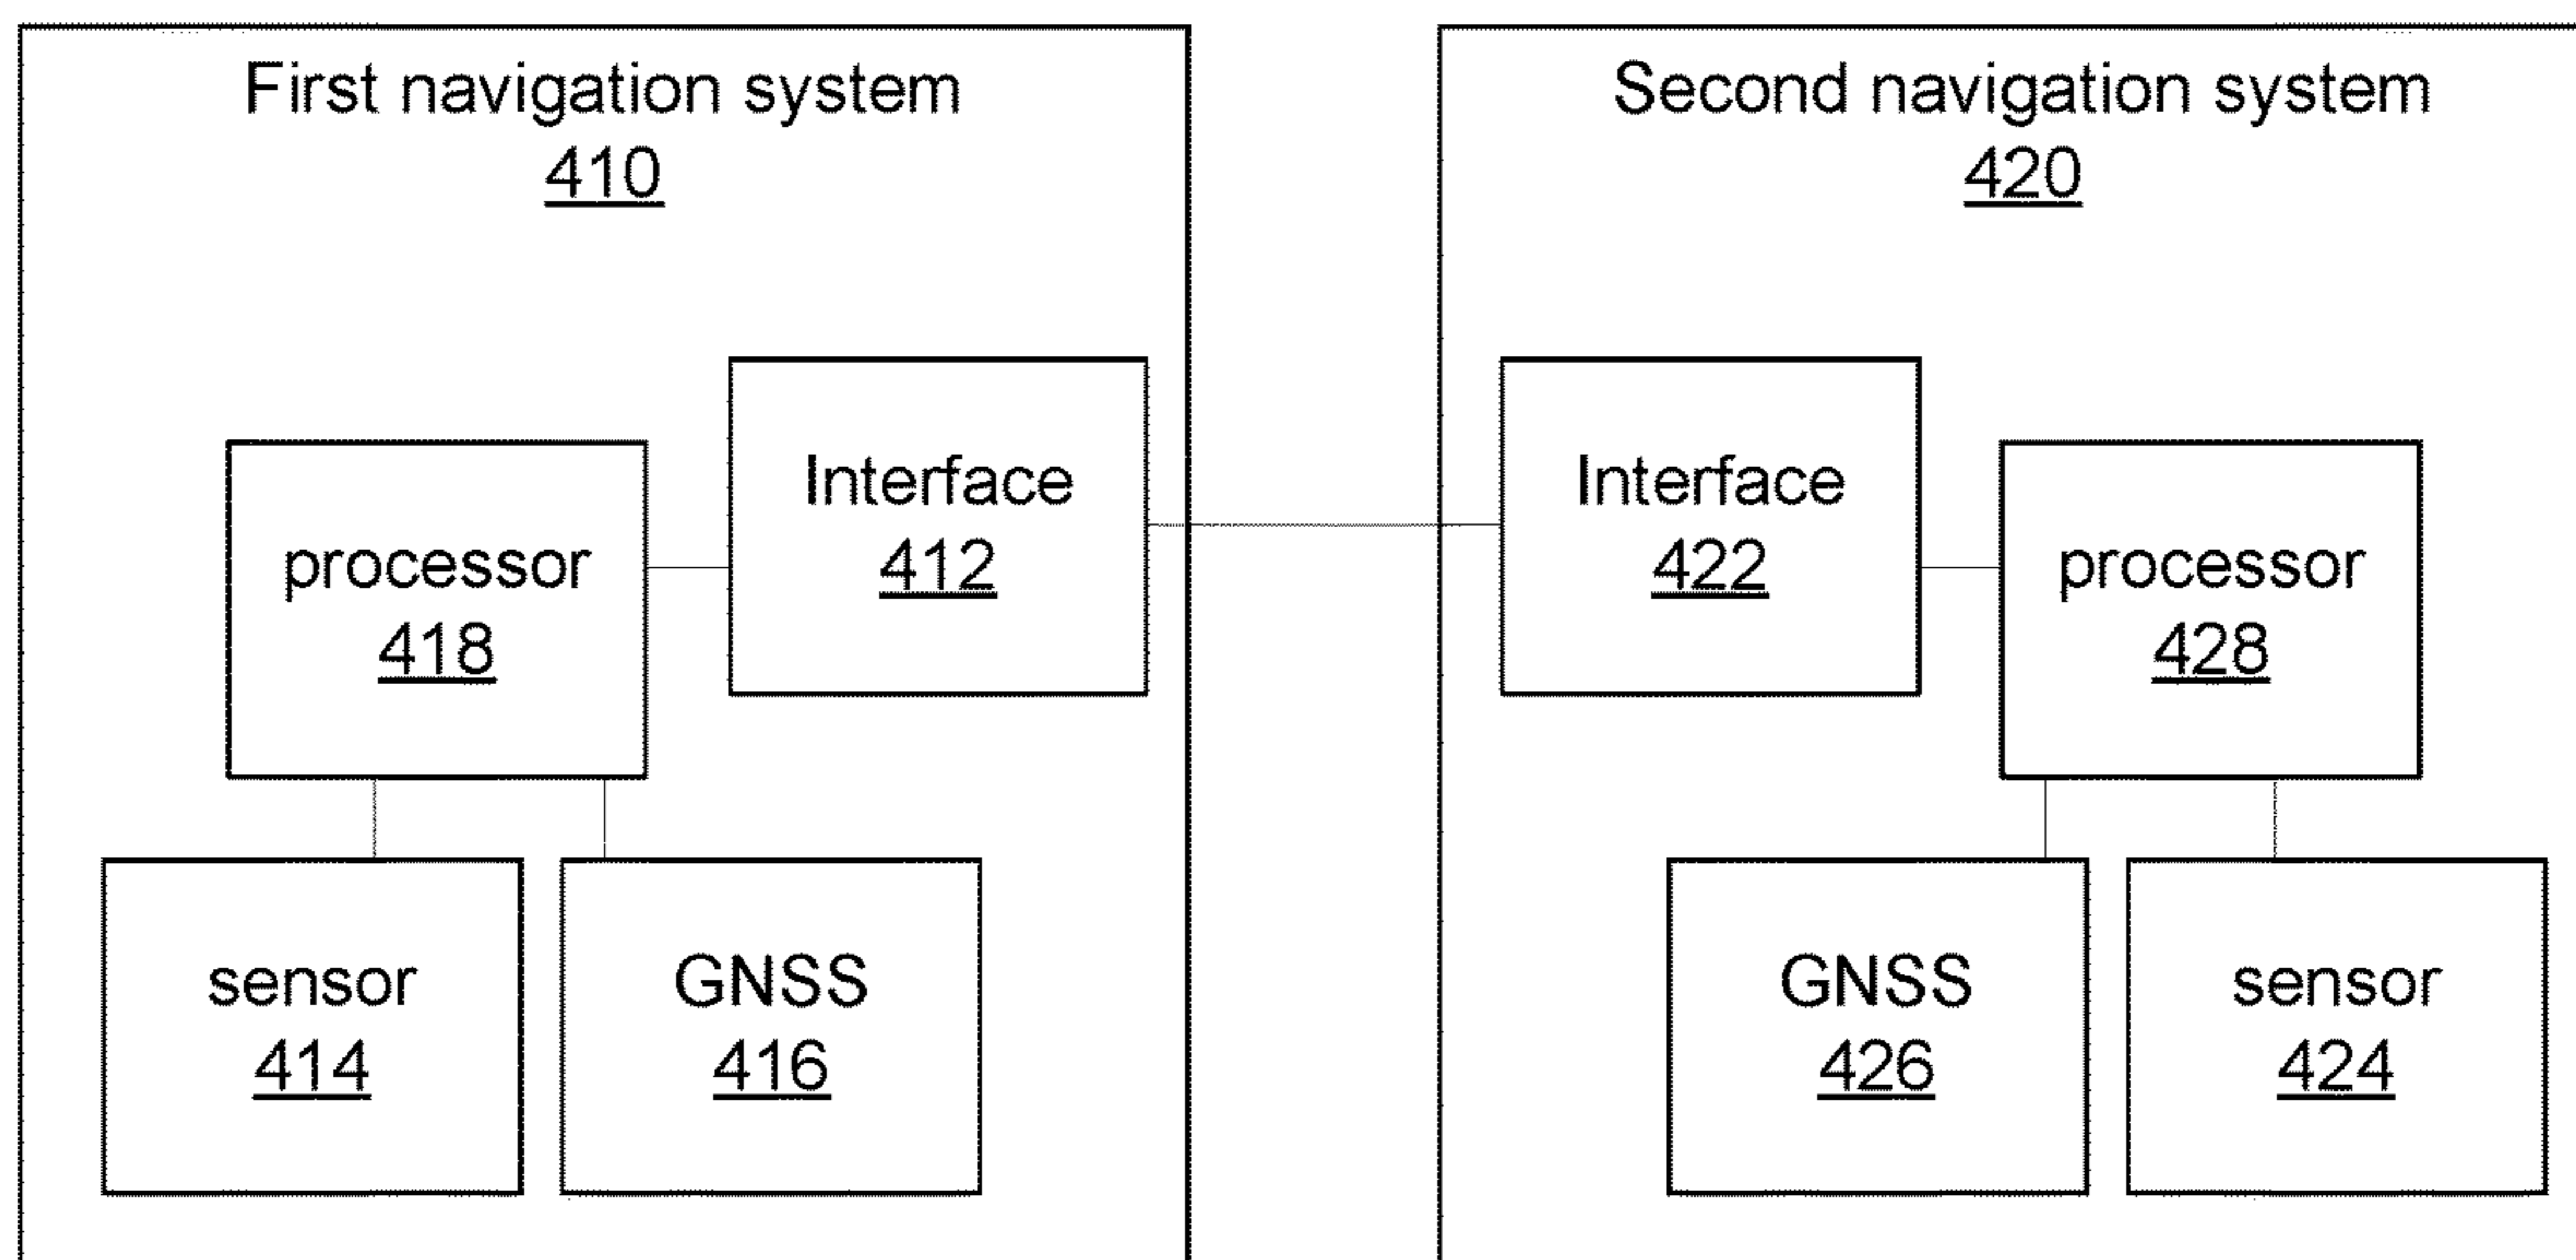 First navigation system
410
Interface
412
processor
418
sensor
414
GNSS
416
Second navigation system
420
Interface
422
processor
428
GNSS
426
sensor
424